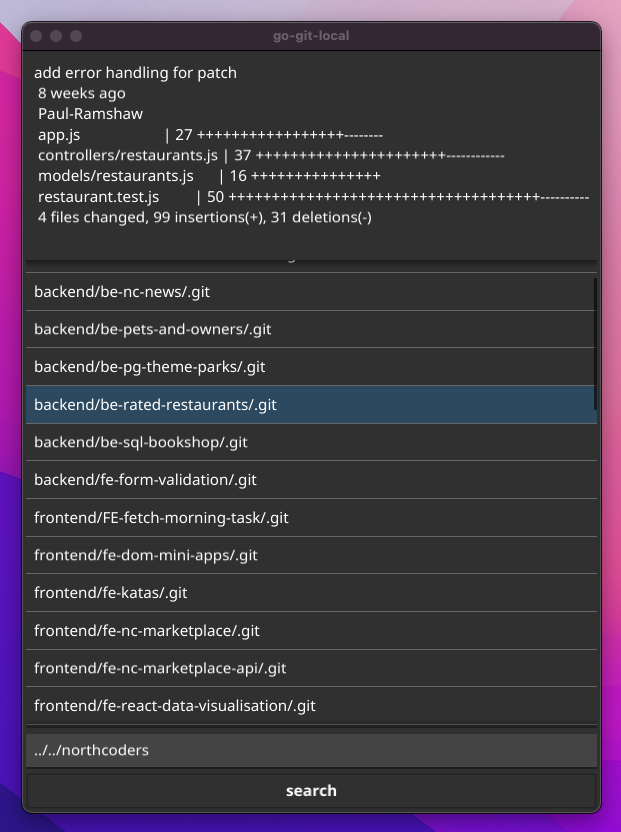 go-git-local
add error handling for patch
8 weeks ago
Paul-Ramshaw
app.js | 27 +++++++++++++++++--------
controllers/restaurants.js | 37 ++++++++++++++++++++++------------
models/restaurants.js | 16 +++++++++++++++
restaurant.test.js | 50 ++++++++++++++++++++++++++++++++++++----------
4 files changed, 99 insertions(+), 31 deletions(-)
backend/be-nc-news/.git
backend/be-pets-and-owners/.git
backend/be-pg-theme-parks/.git
backend/be-rated-restaurants/.git
backend/be-sql-bookshop/.git
backend/fe-form-validation/.git
frontend/FE-fetch-morning-task/.git
frontend/fe-dom-mini-apps/.git
frontend/fe-katas/.git
frontend/fe-nc-marketplace/.git
frontend/fe-nc-marketplace-api/.git
frontend/fe-react-data-visualisation/.git
../../northcoders
search